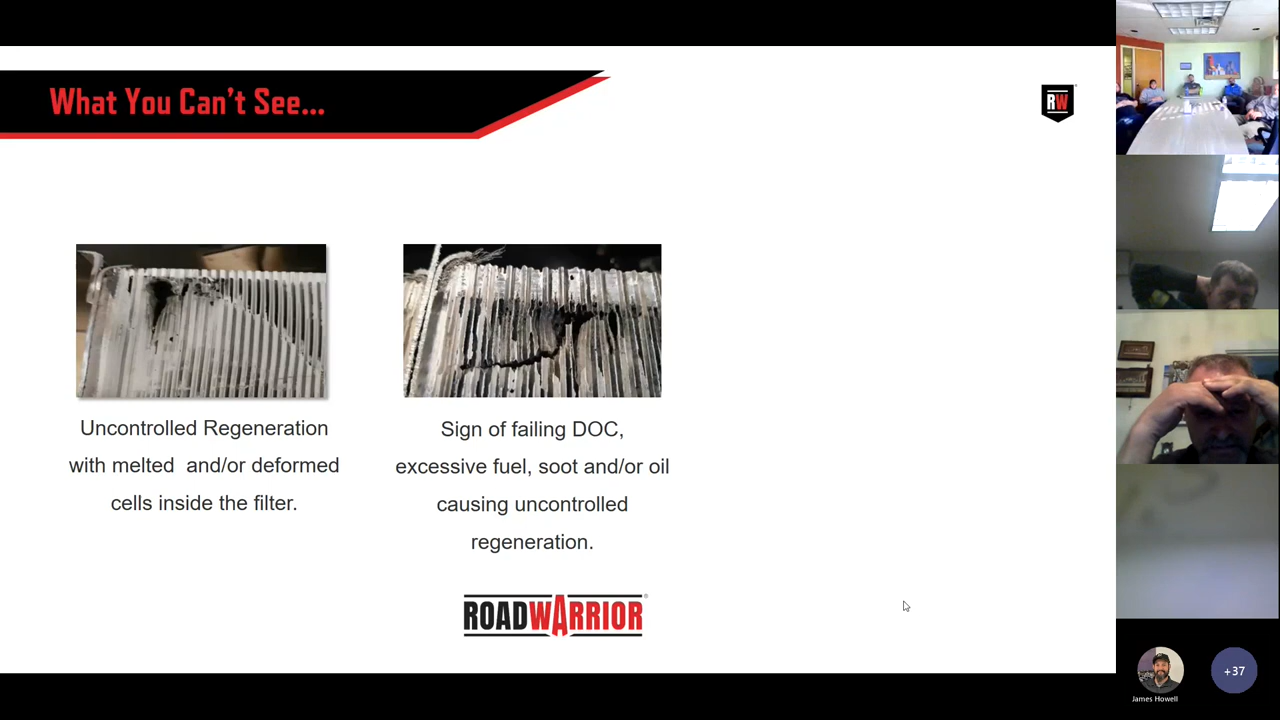 What You Can't See...
RW
Uncontrolled Regeneration
with melted  and/or deformed
cells inside the filter.
Sign of failing DOC,
excessive fuel, soot and/or oil
causing uncontrolled
regeneration.
ROADWARRIOR®
James Howell
+37